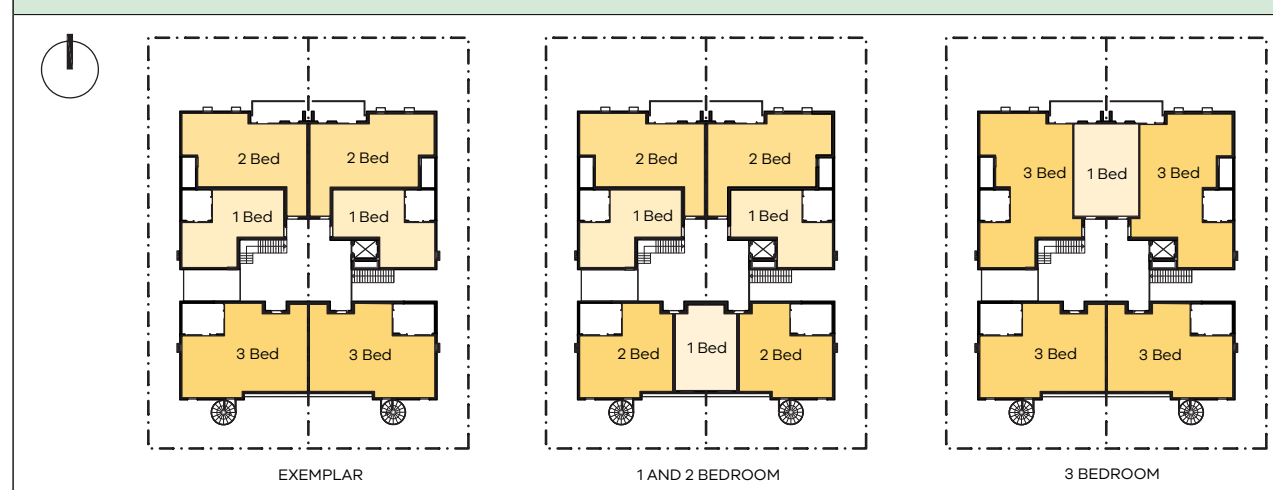 2 Bed 2 Bed
1 Bed 1 Bed
3 Bed 3 Bed
EXEMPLAR
2 Bed 2 Bed
1 Bed 1 Bed
2 Bed 1 Bed 2 Bed
1 AND 2 BEDROOM
3 Bed 1 Bed 3 Bed
3 Bed 3 Bed
3 BEDROOM